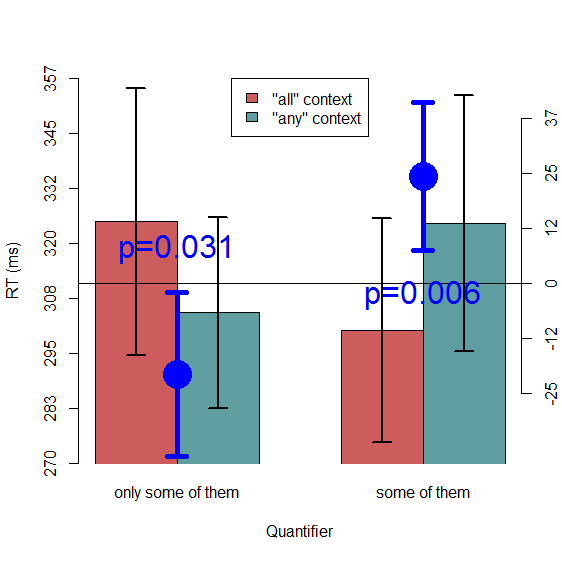 357
345
332
320
308
295
283
270
RT (ms)
"all" context
"any" context
p=0.031
p=0.006
37
25
12
0
-12
-25
only some of them
some of them
Quantifier